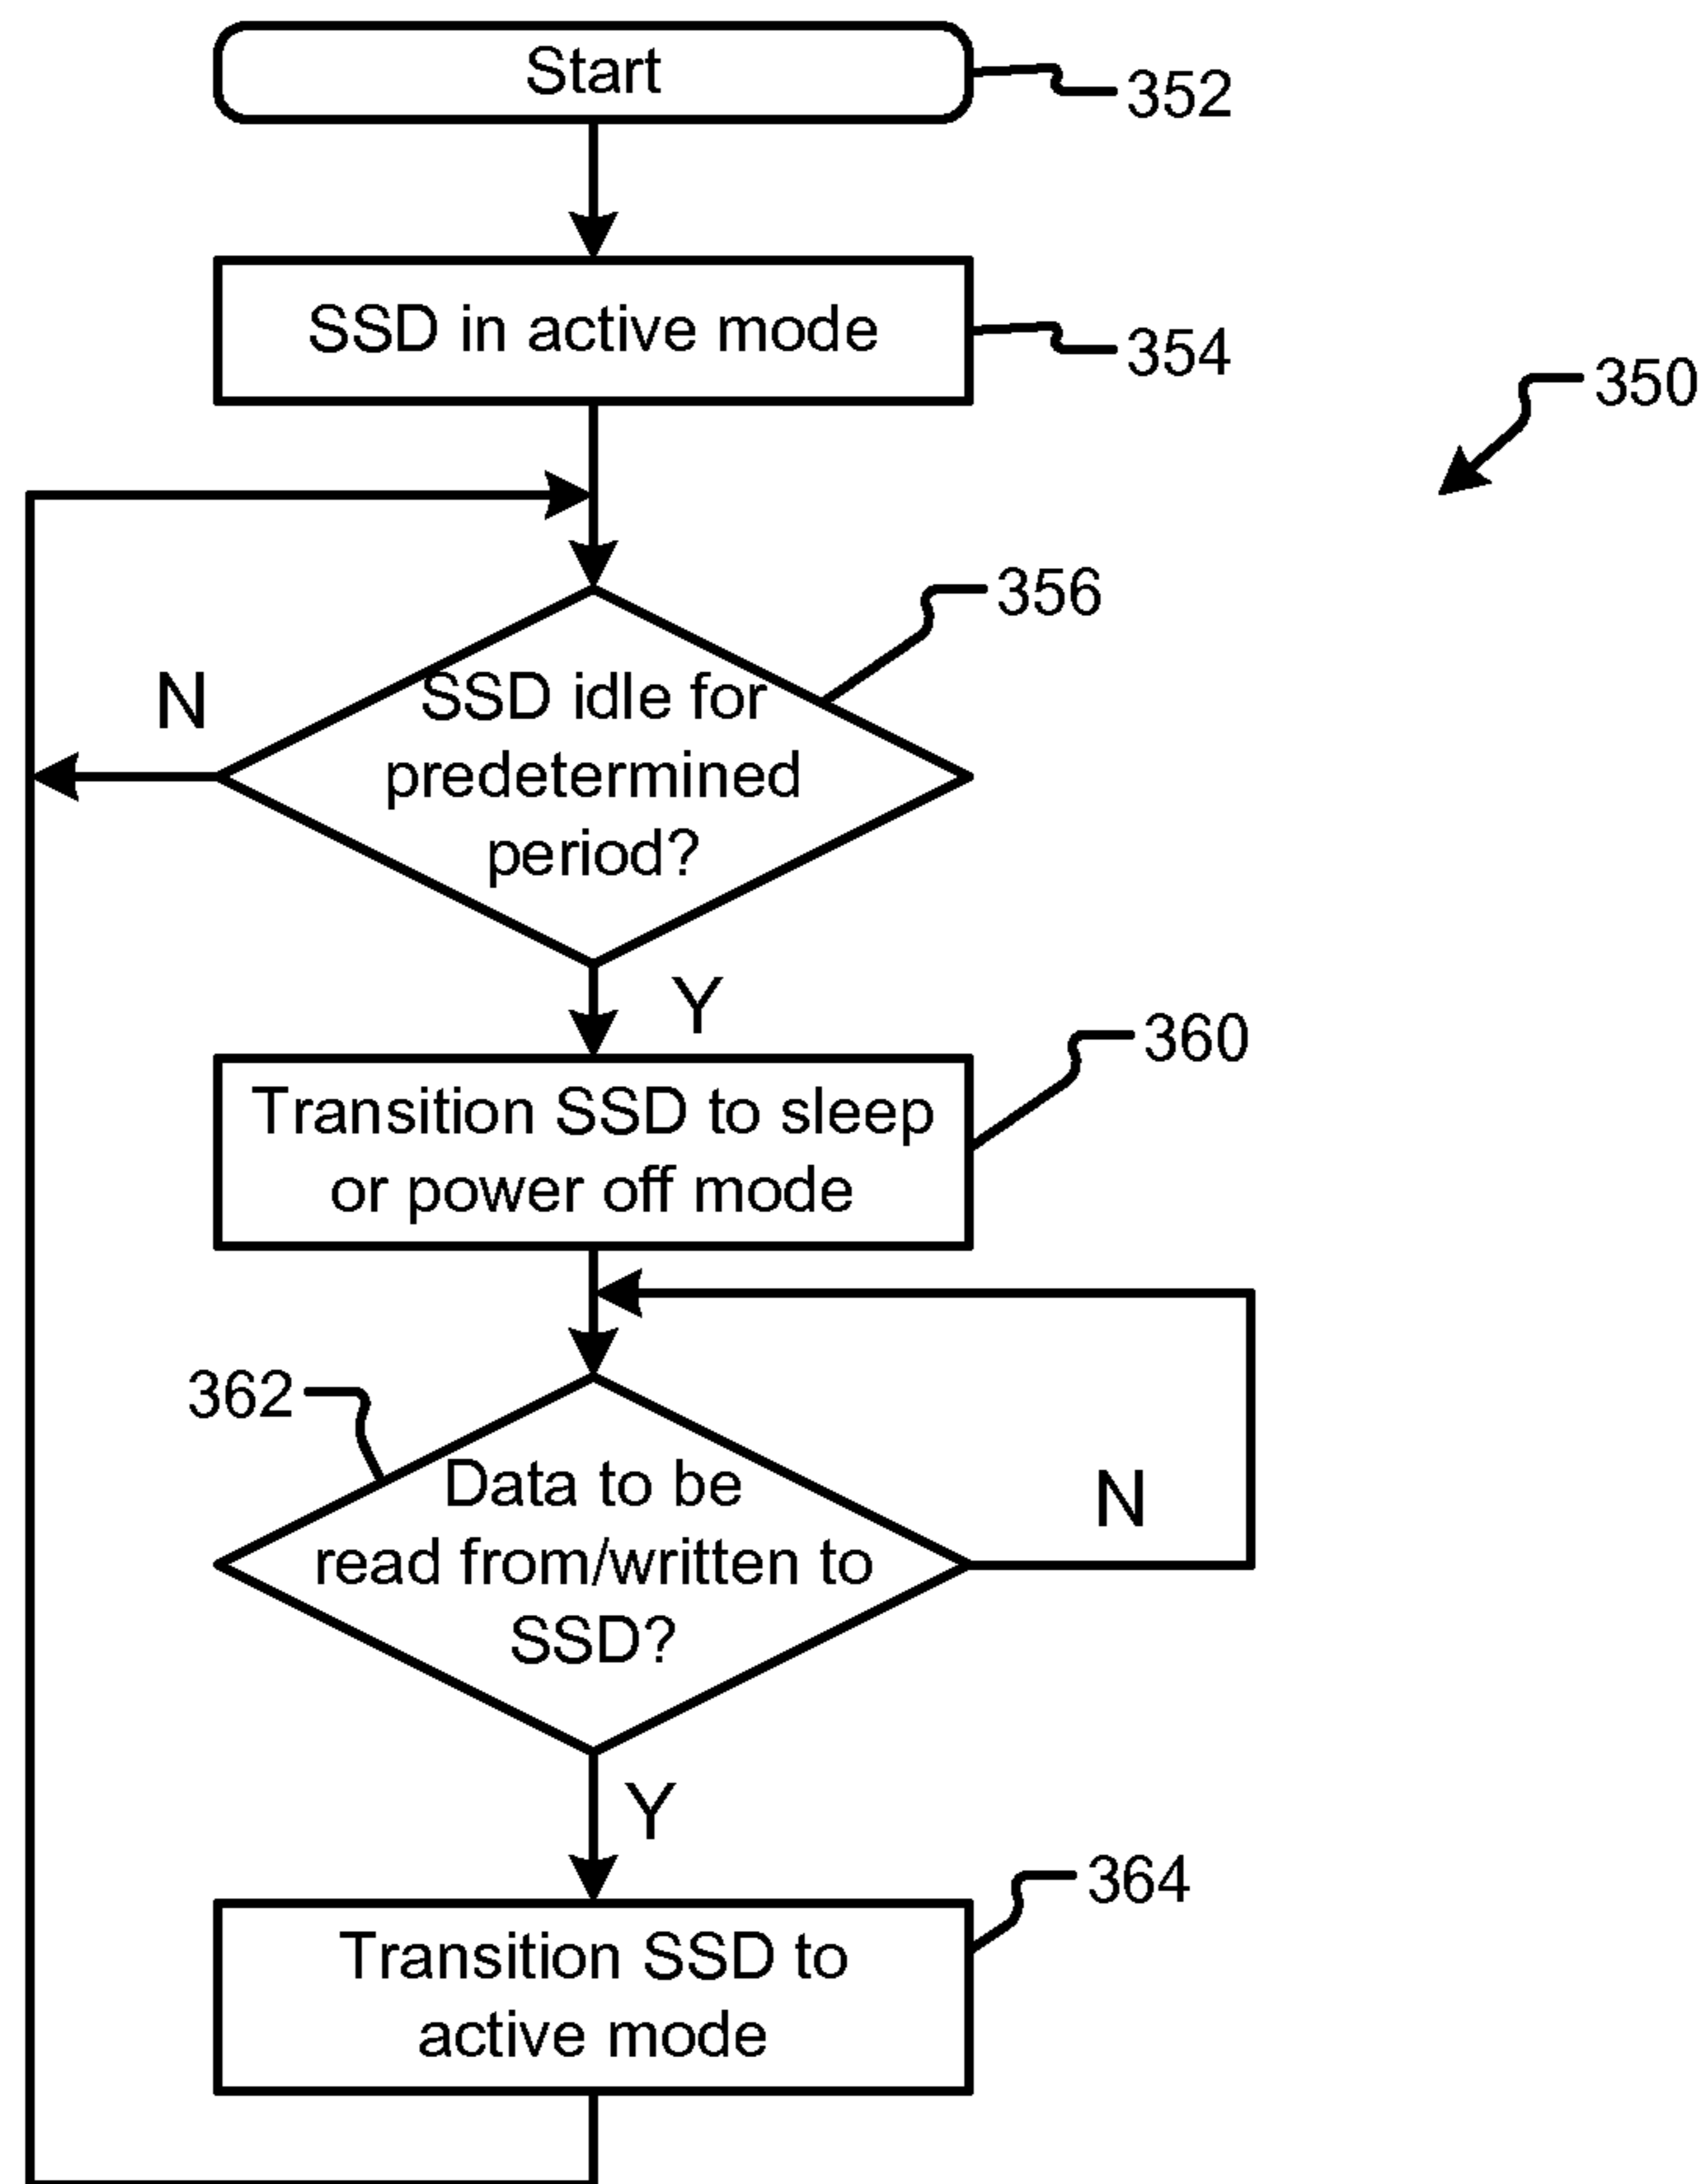 Start
352
SSD in active mode
354
350
356
N
SSD idle for
predetermined
period?
Y
360
Transition SSD to sleep
or power off mode
362
Data to be
read from/written to
SSD?
N
Y
364
Transition SSD to
active mode